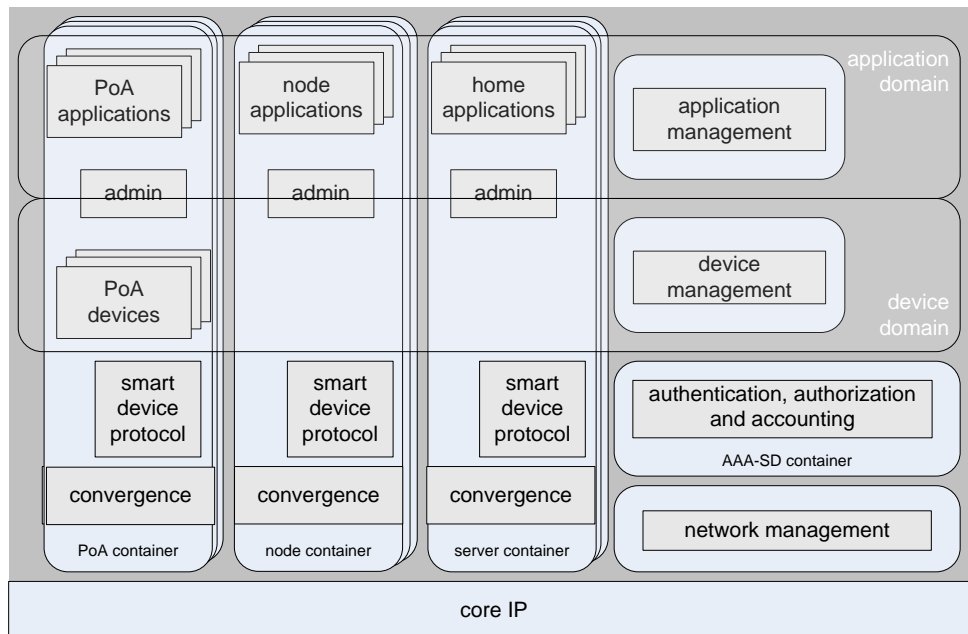 PoA
applications
node
applications
home
applications
application
management
application
domain
admin
admin
admin
PoA
devices
device
management
device
domain
smart
device
protocol
smart
device
protocol
smart
device
protocol
authentication, authorization
and accounting
AAA-SD container
convergence
convergence
convergence
network management
PoA container
node container
server container
core IP